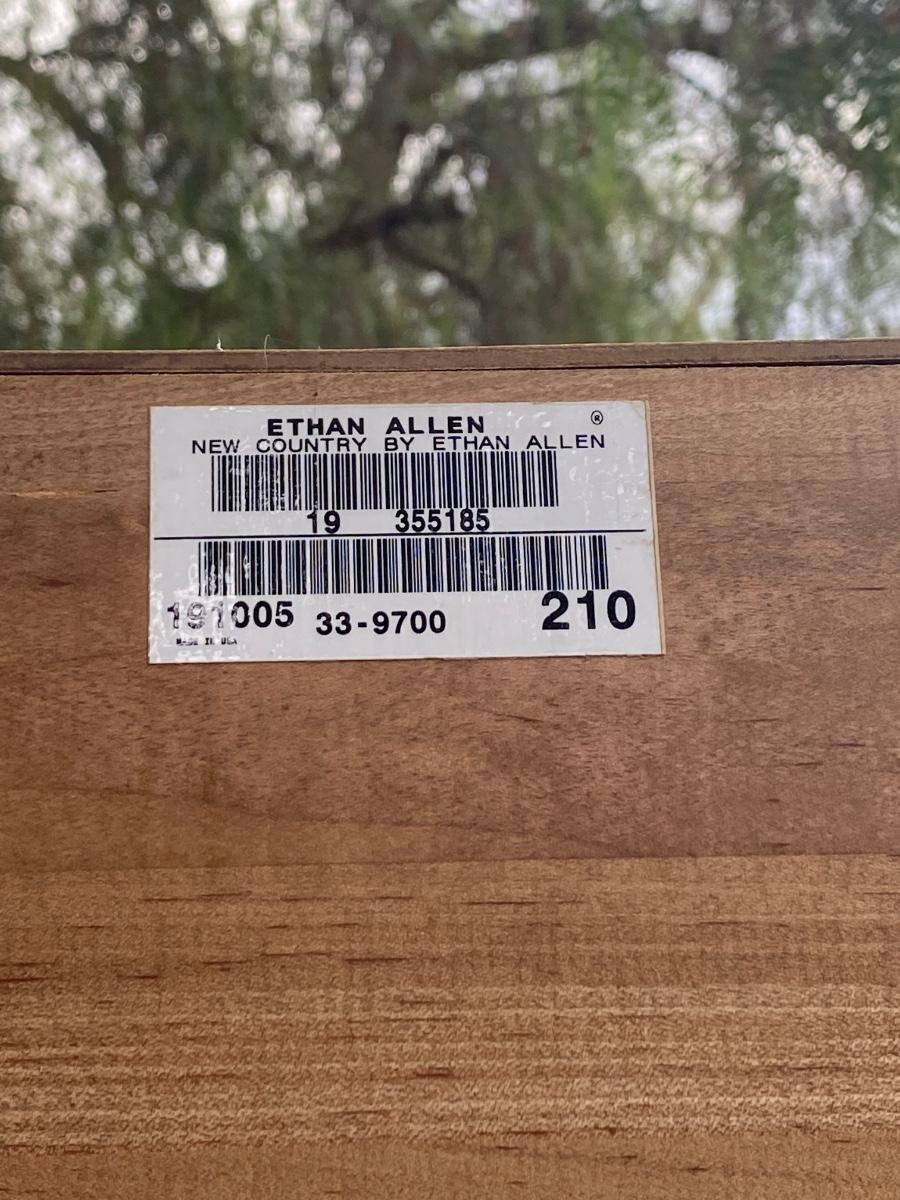 ETHAN ALLEN ®
NEW COUNTRY BY ETHAN ALLEN
19 355185
191005 33-9700 210
MADE IN USA